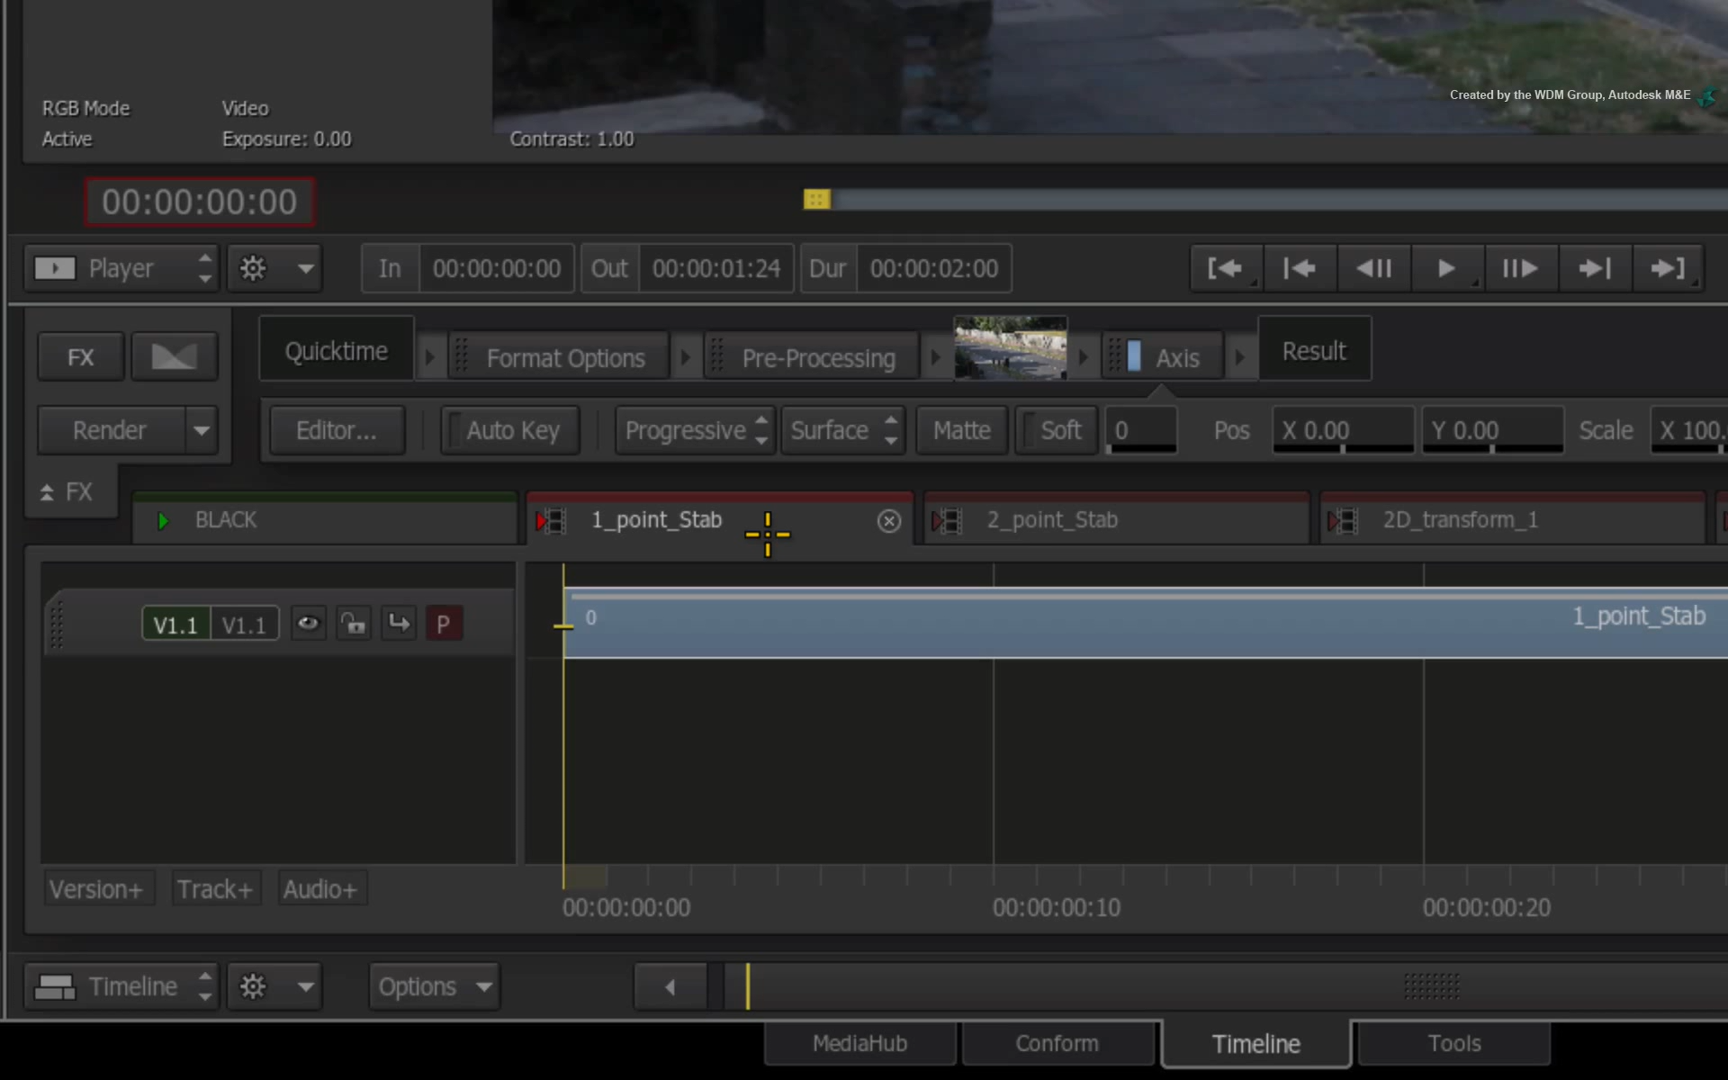 Created by the WDM Group, Autodesk M&E
RGB Mode Video
Active Exposure: 0.00 Contrast: 1.00
00:00:00:00
Player In 00:00:00:00 Out 00:00:01:24 Dur 00:00:02:00
FX Quicktime Format Options Pre-Processing Axis Result
Render Editor... Auto Key Progressive Surface Matte Soft 0 Pos X 0.00 Y 0.00 Scale X 100.
FX BLACK 1_point_Stab 2_point_Stab 2D_transform_1
V1.1 V1.1 P 0 1_point_Stab
Version+ Track+ Audio+
00:00:00:00 00:00:00:10 00:00:00:20
Timeline Options
MediaHub Conform Timeline Tools